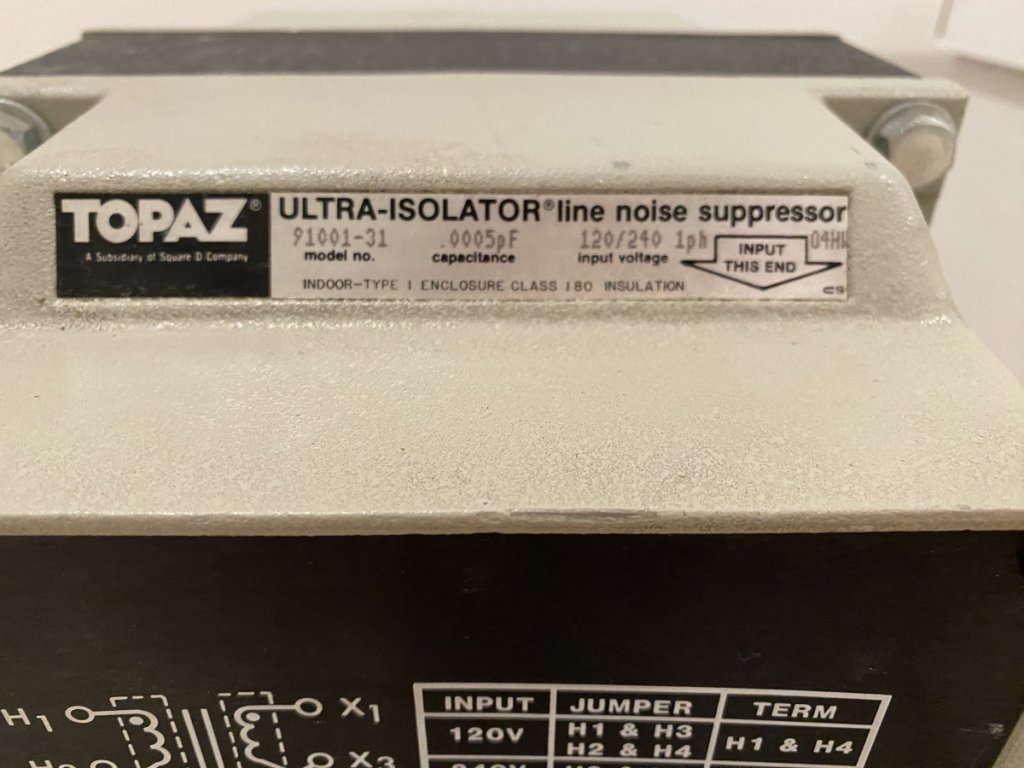 TOPAZ®
A Subsidiary of Square D Company
ULTRA-ISOLATOR® line noise suppressor
91001-31 .0005pF 120/240 1ph
model no. capacitance input voltage
INPUT
THIS END
INDOOR-TYPE 1 ENCLOSURE CLASS 180 INSULATION
H1 X1
X3
INPUT JUMPER TERM
120V H1 & H3 H1 & H4
H2 & H4